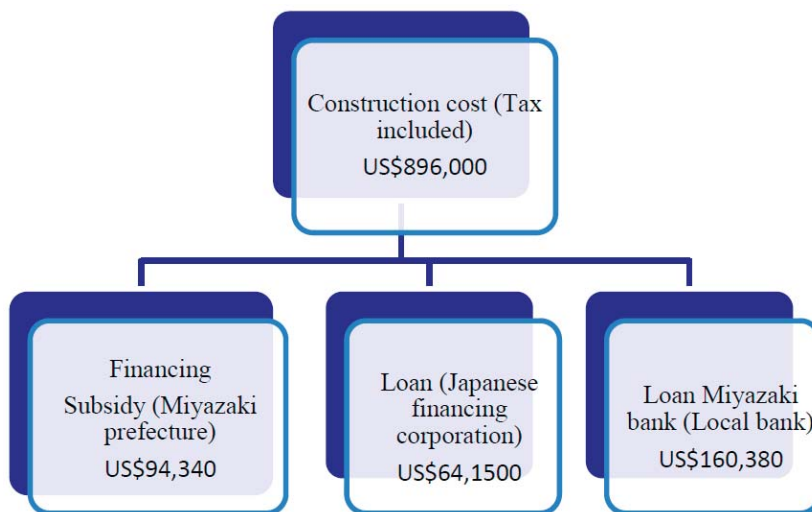 Construction cost (Tax
included)
US$896,000
Financing
Subsidy (Miyazaki
prefecture)
US$94,340
Loan (Japanese
financing
corporation)
US$64,1500
Loan Miyazaki
bank (Local bank)
US$160,380